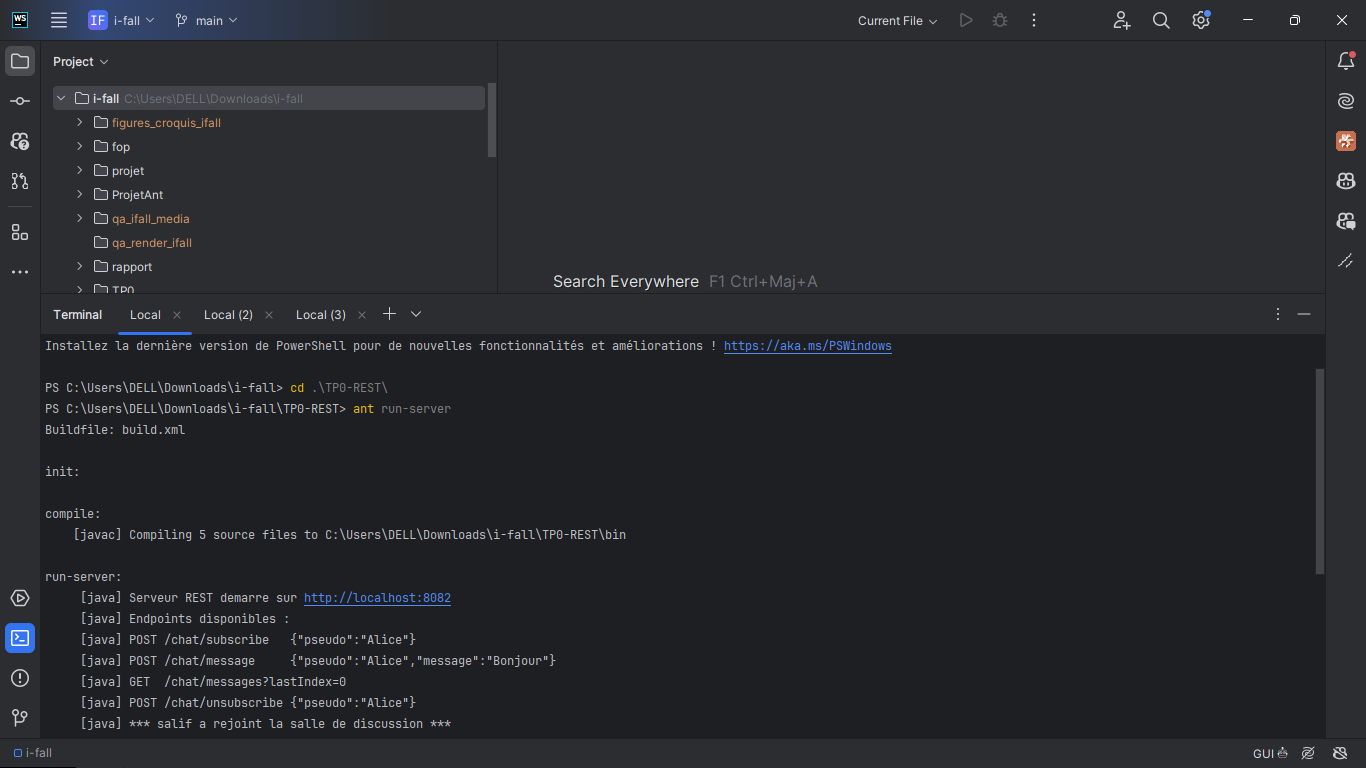 WS
IF i-fall main Current File
Project
i-fall C:\Users\DELL\Downloads\i-fall
figures_croquis_ifall
fop
projet
ProjetAnt
qa_ifall_media
qa_render_ifall
rapport
TP0
Search Everywhere F1 Ctrl+Maj+A
Terminal Local Local (2) Local (3)
Installez la dernière version de PowerShell pour de nouvelles fonctionnalités et améliorations ! https://aka.ms/PSWindows
PS C:\Users\DELL\Downloads\i-fall> cd .\TP0-REST\
PS C:\Users\DELL\Downloads\i-fall\TP0-REST> ant run-server
Buildfile: build.xml
init:
compile:
[javac] Compiling 5 source files to C:\Users\DELL\Downloads\i-fall\TP0-REST\bin
run-server:
[java] Serveur REST demarre sur http://localhost:8082
[java] Endpoints disponibles :
[java] POST /chat/subscribe {"pseudo":"Alice"}
[java] POST /chat/message {"pseudo":"Alice","message":"Bonjour"}
[java] GET /chat/messages?lastIndex=0
[java] POST /chat/unsubscribe {"pseudo":"Alice"}
[java] *** salif a rejoint la salle de discussion ***
i-fall GUI